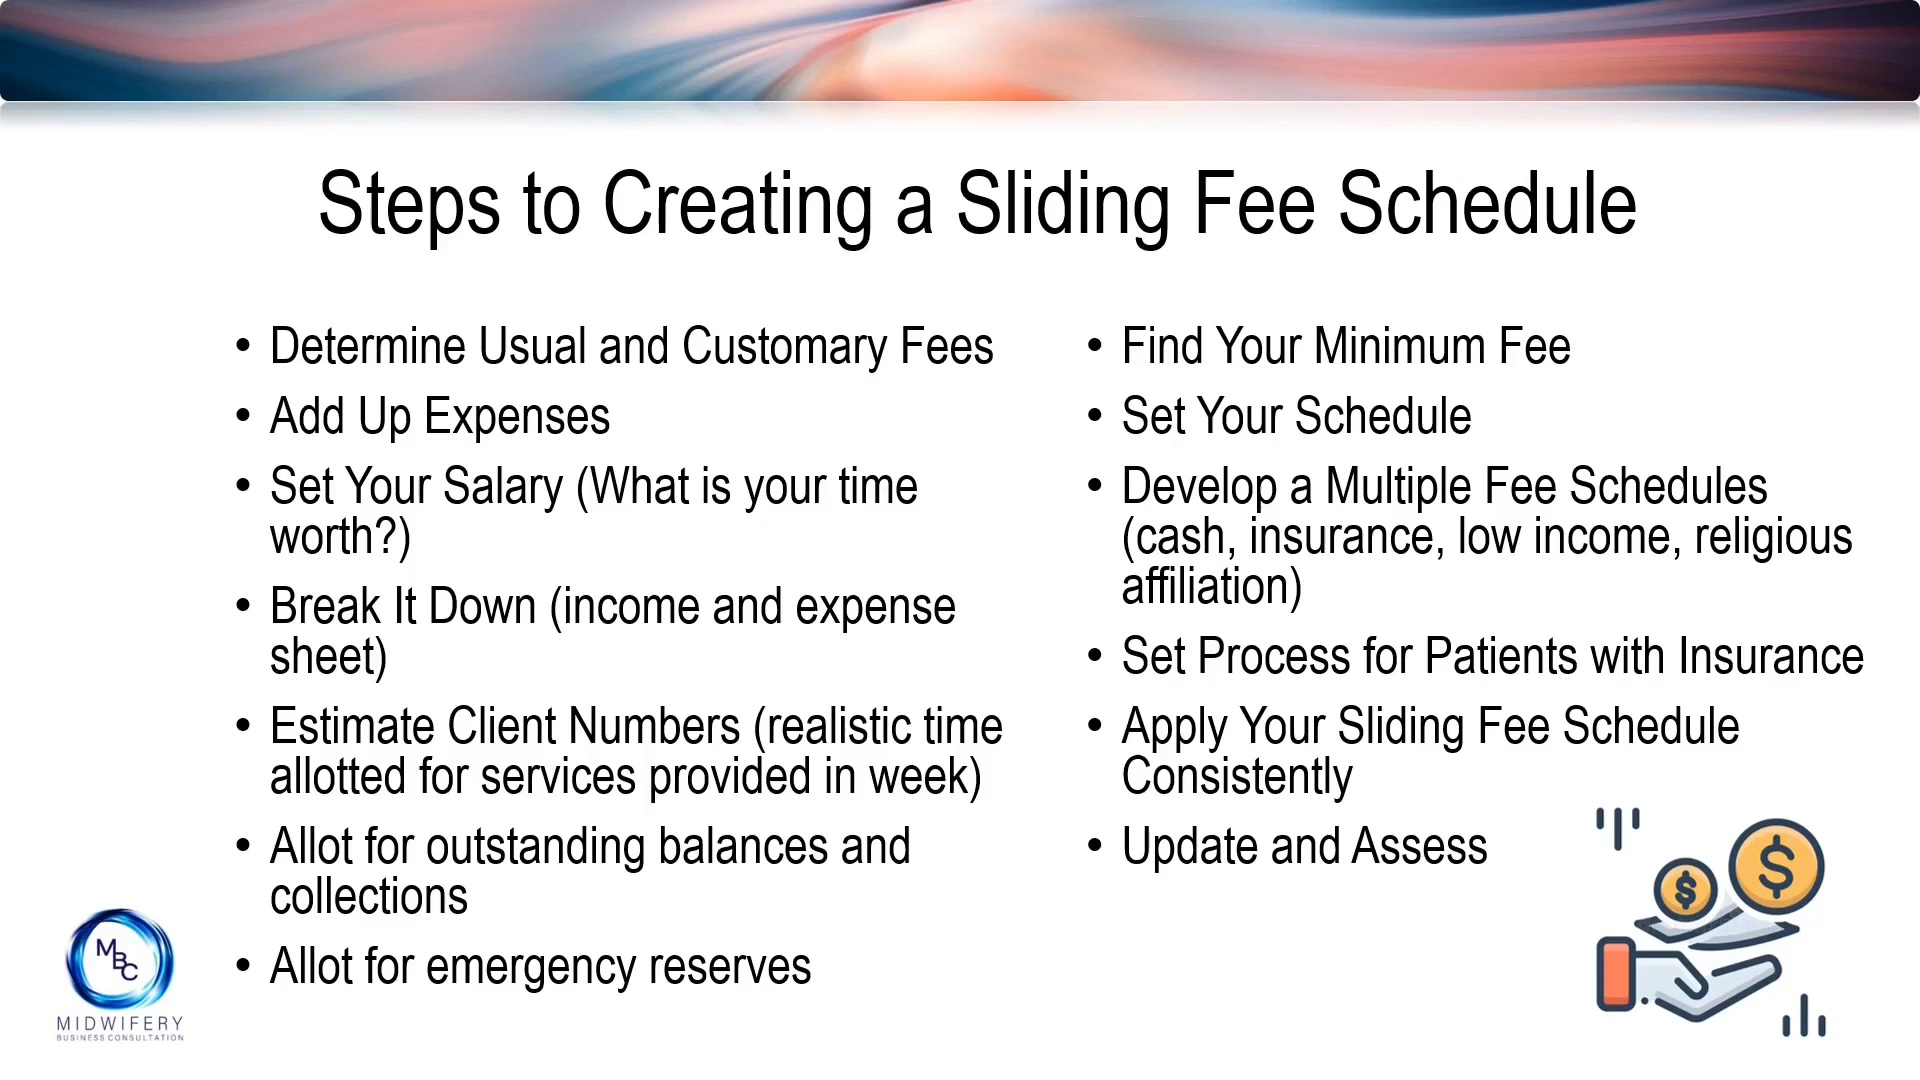 Steps to Creating a Sliding Fee Schedule
• Determine Usual and Customary Fees
• Add Up Expenses
• Set Your Salary (What is your time
worth?)
• Break It Down (income and expense
sheet)
• Estimate Client Numbers (realistic time
allotted for services provided in week)
• Allot for outstanding balances and
collections
• Allot for emergency reserves
• Find Your Minimum Fee
• Set Your Schedule
• Develop a Multiple Fee Schedules
(cash, insurance, low income, religious
affiliation)
• Set Process for Patients with Insurance
• Apply Your Sliding Fee Schedule
Consistently
• Update and Assess
$
$
MBC
MIDWIFERY
BUSINESS CONSULTATION